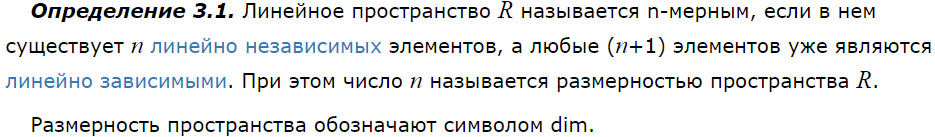 Определение 3.1. Линейное пространство R называется n-мерным, если в нем
существует n линейно независимых элементов, а любые (n+1) элементов уже являются
линейно зависимыми. При этом число n называется размерностью пространства R.
Размерность пространства обозначают символом dim.